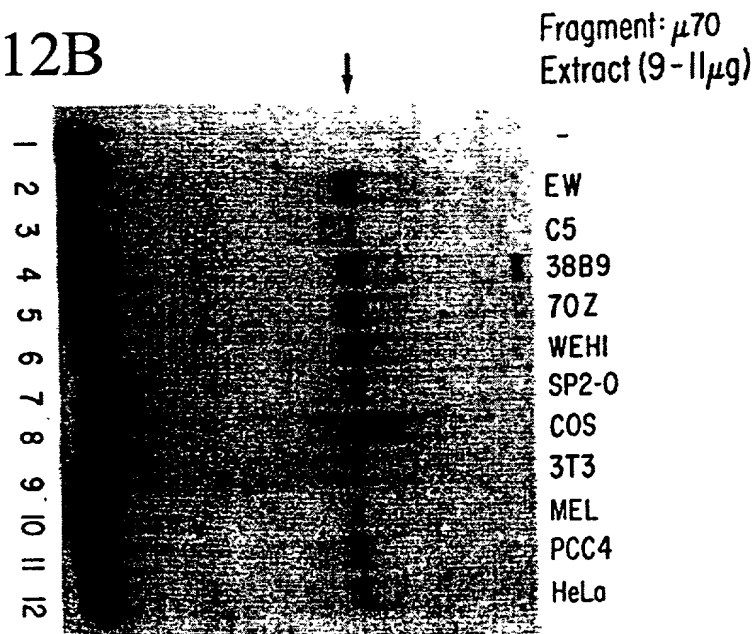 12B
Fragment: μ70
Extract (9-11μg)
1 -
2 EW
3 C5
4 38B9
5 70Z
6 WEHI
7 SP2-0
8 COS
9 3T3
10 MEL
11 PCC4
12 HeLa